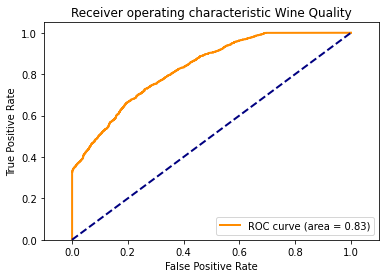 Receiver operating characteristic Wine Quality
True Positive Rate
1.0
0.8
0.6
0.4
0.2
0.0
ROC curve (area = 0.83)
0.0 0.2 0.4 0.6 0.8 1.0
False Positive Rate